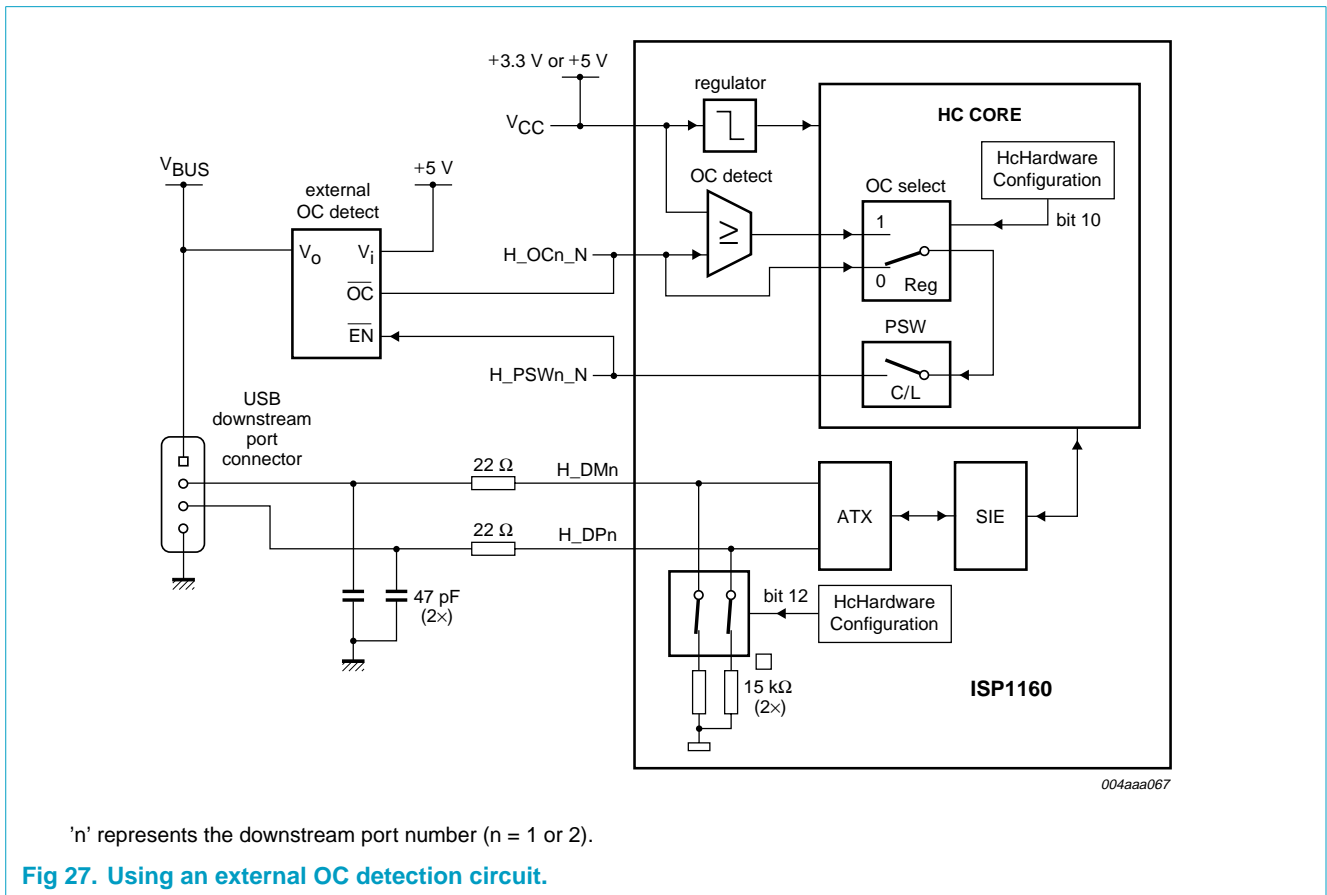 +3.3 V or +5 V
regulator
HC CORE
VCC
HcHardware
Configuration
VBUS
+5 V
OC detect
OC select
external
OC detect
1
bit 10
≥
Vo
Vi
H_OCn_N
OC
0
Reg
EN
PSW
H_PSWn_N
C/L
USB
downstream
port
connector
22 Ω
H_DMn
ATX
SIE
22 Ω
H_DPn
47 pF
(2×)
bit 12
HcHardware
Configuration
15 kΩ
(2×)
ISP1160
004aaa067
'n' represents the downstream port number (n = 1 or 2).
Fig 27. Using an external OC detection circuit.